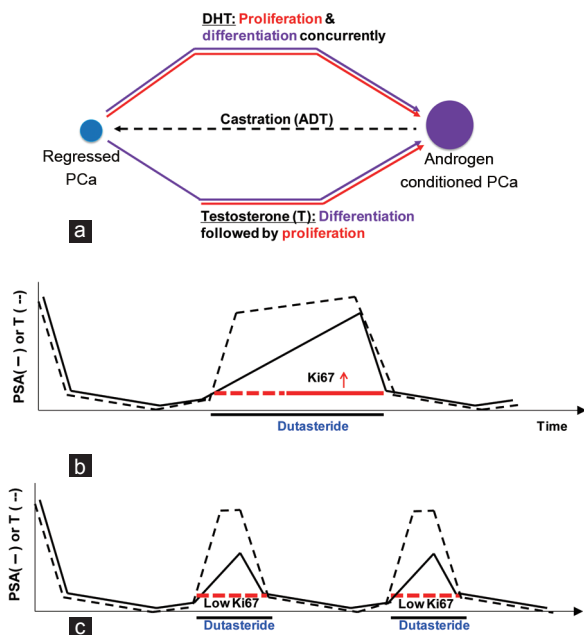 DHT: Proliferation &
differentiation concurrently
Castration (ADT)
Regressed
PCa
Androgen
conditioned PCa
Testosterone (T): Differentiation
followed by proliferation
a
PSA(—) or T (--)
Ki67 ↑
Dutasteride
Time
b
PSA(—) or T (--)
Low Ki67
Low Ki67
Dutasteride
Dutasteride
c